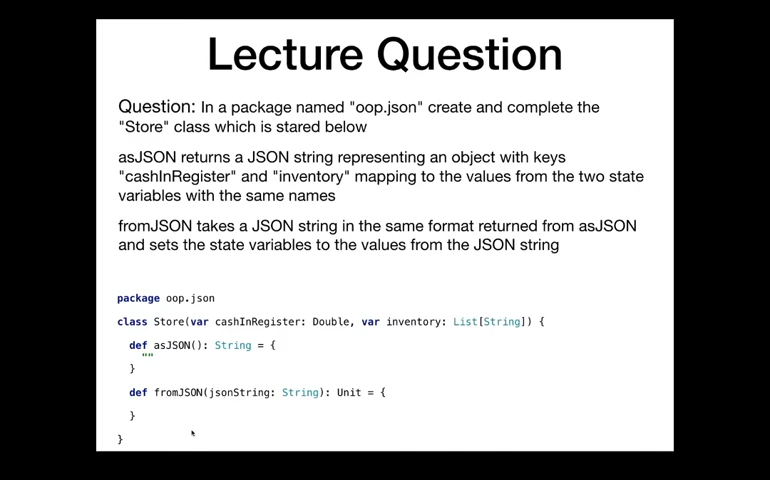 Lecture Question
Question: In a package named "oop.json" create and complete the
"Store" class which is stared below
asJSON returns a JSON string representing an object with keys
"cashInRegister" and "inventory" mapping to the values from the two state
variables with the same names
fromJSON takes a JSON string in the same format returned from asJSON
and sets the state variables to the values from the JSON string
package oop.json
class Store(var cashInRegister: Double, var inventory: List[String]) {
def asJSON(): String = {
""
}
def fromJSON(jsonString: String): Unit = {
}
}